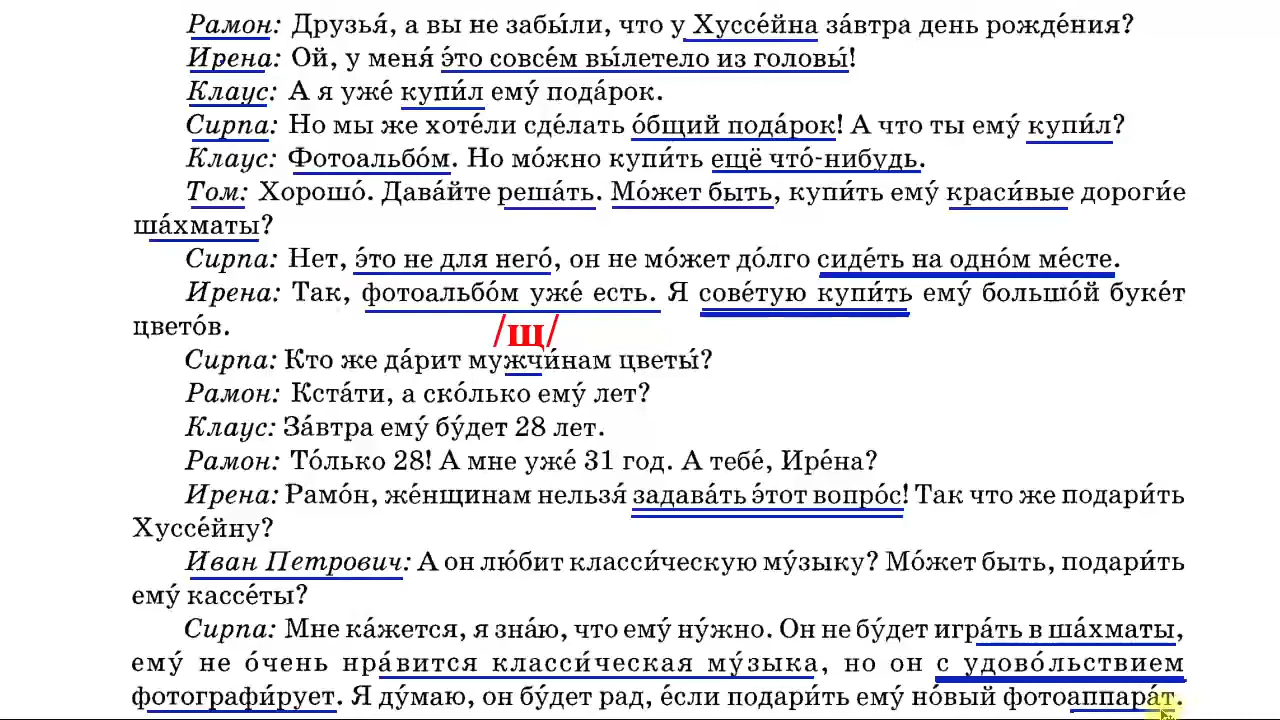 Рамон: Друзья́, а вы не забы́ли, что у Хуссе́йна за́втра день рожде́ния?
Ирена: Ой, у меня́ э́то совсе́м вы́летело из головы́!
Клаус: А я уже́ купи́л ему́ пода́рок.
Сирпа: Но мы же хоте́ли сде́лать о́бщий пода́рок! А что ты ему́ купи́л?
Клаус: Фотоальбо́м. Но мо́жно купи́ть ещё что́-нибудь.
Том: Хорошо́. Дава́йте реша́ть. Мо́жет быть, купи́ть ему́ краси́вые дороги́е
ша́хматы?
Сирпа: Нет, э́то не для него́, он не мо́жет до́лго сиде́ть на одно́м ме́сте.
Ирена: Так, фотоальбо́м уже́ есть. Я сове́тую купи́ть ему́ большо́й буке́т
цвето́в.
/щ/
Сирпа: Кто же да́рит мужчи́нам цветы́?
Рамон: Кста́ти, а ско́лько ему́ лет?
Клаус: За́втра ему́ бу́дет 28 лет.
Рамон: То́лько 28! А мне уже́ 31 год. А тебе́, Ире́на?
Ирена: Рамо́н, же́нщинам нельзя́ задава́ть э́тот вопро́с! Так что же подари́ть
Хуссе́йну?
Иван Петрович: А он лю́бит класси́ческую му́зыку? Мо́жет быть, подари́ть
ему́ кассе́ты?
Сирпа: Мне ка́жется, я зна́ю, что ему́ ну́жно. Он не бу́дет игра́ть в ша́хматы,
ему́ не о́чень нра́вится класси́ческая му́зыка, но он с удово́льствием
фотографи́рует. Я ду́маю, он бу́дет рад, е́сли подари́ть ему́ но́вый фотоаппара́т.